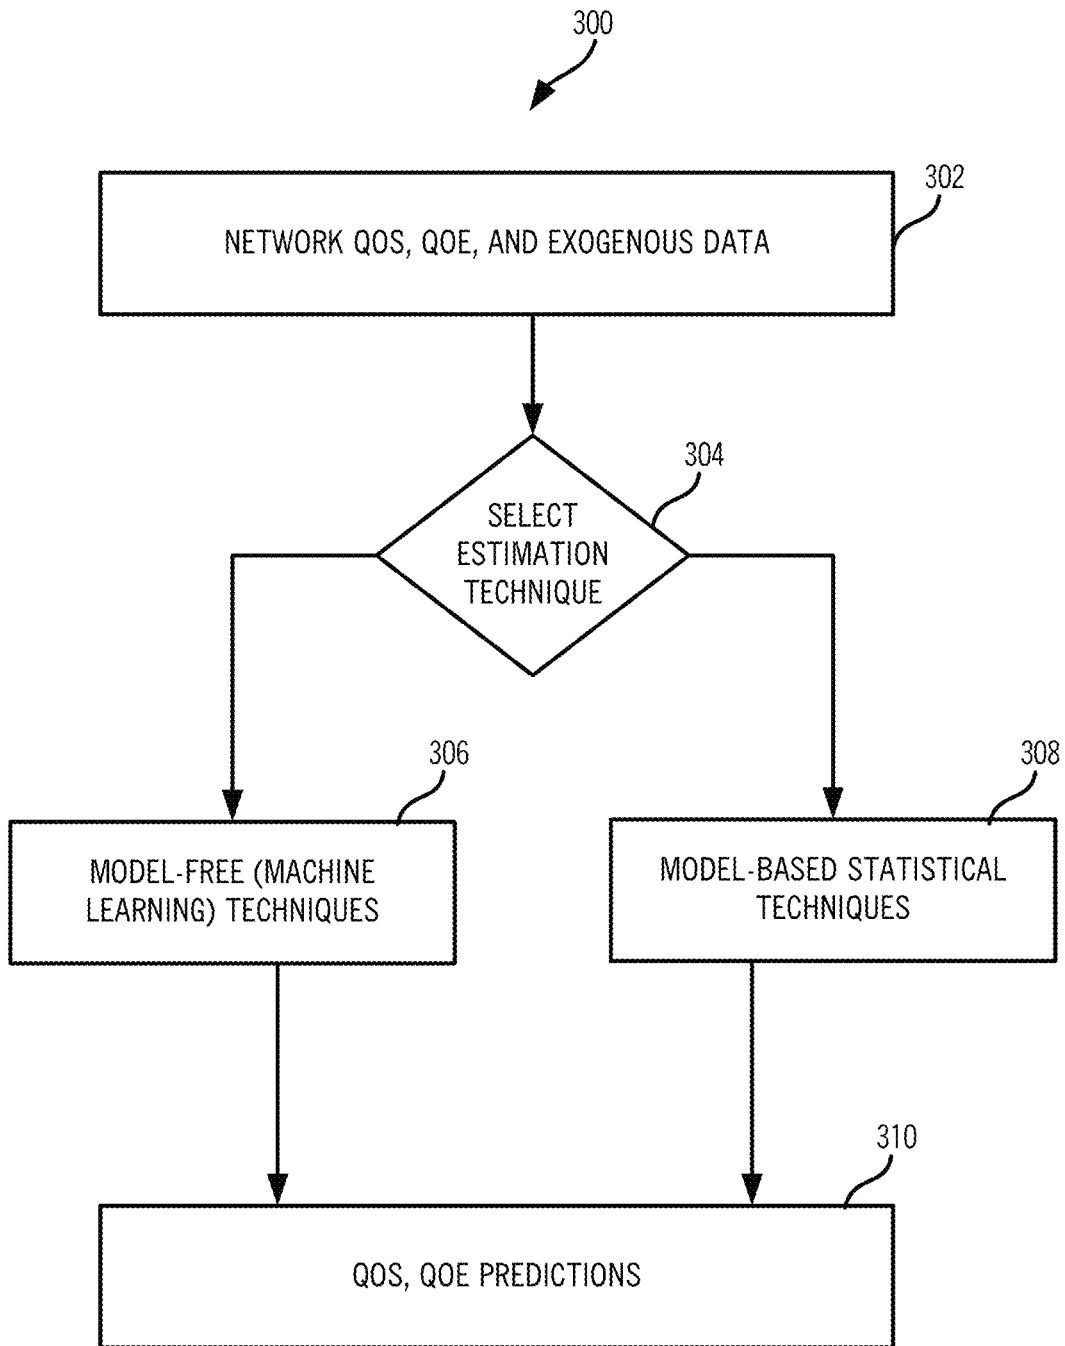 300
302
NETWORK QOS, QOE, AND EXOGENOUS DATA
304
SELECT
ESTIMATION
TECHNIQUE
306
MODEL-FREE (MACHINE
LEARNING) TECHNIQUES
308
MODEL-BASED STATISTICAL
TECHNIQUES
310
QOS, QOE PREDICTIONS